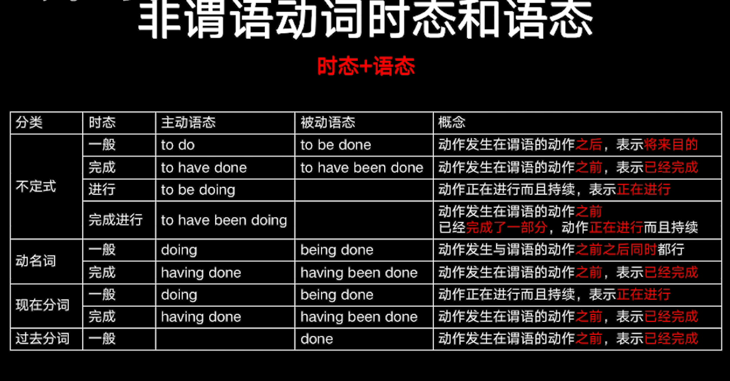 非谓语动词时态和语态
时态+语态
分类 时态 主动语态 被动语态 概念
不定式 一般 to do to be done 动作发生在谓语的动作之后，表示将来目的
完成 to have done to have been done 动作发生在谓语的动作之前，表示已经完成
进行 to be doing 动作正在进行而且持续，表示正在进行
完成进行 to have been doing 动作发生在谓语的动作之前
已经完成了一部分，动作正在进行而且持续
动名词 一般 doing being done 动作发生与谓语的动作之前之后同时都行
完成 having done having been done 动作发生在谓语的动作之前，表示已经完成
现在分词 一般 doing being done 动作正在进行而且持续，表示正在进行
完成 having done having been done 动作发生在谓语的动作之前，表示已经完成
过去分词 一般 done 动作发生在谓语的动作之前，表示已经完成